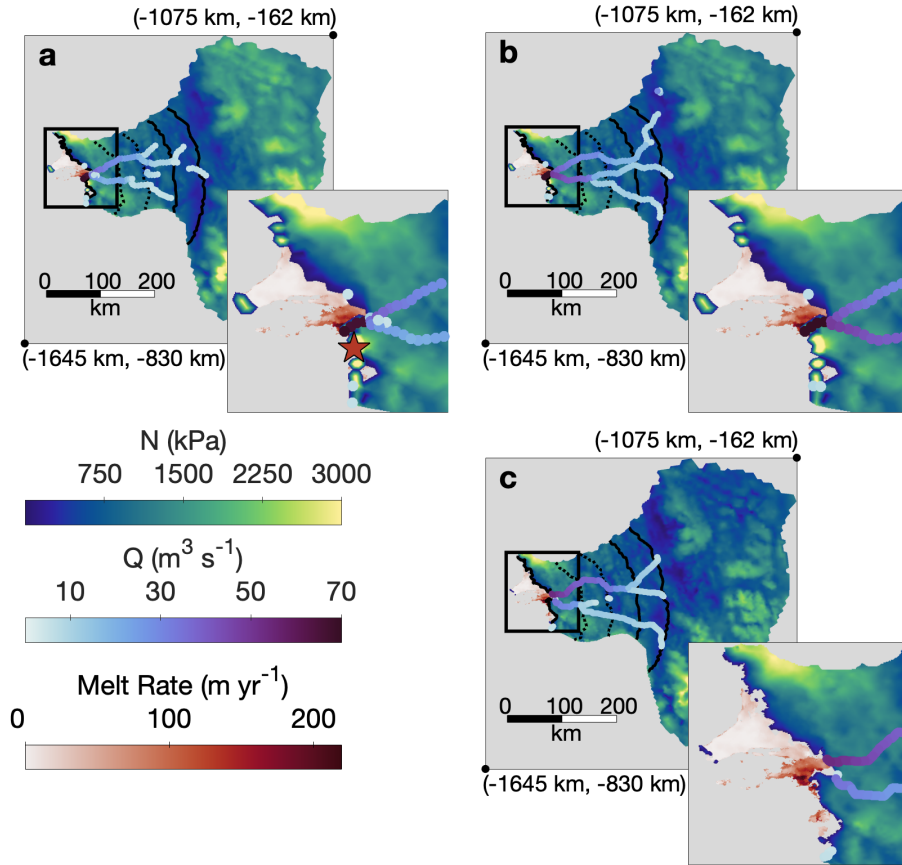 (-1075 km, -162 km)
a
0 100 200
km
(-1645 km, -830 km)
(-1075 km, -162 km)
b
0 100 200
km
(-1645 km, -830 km)
N (kPa)
750 1500 2250 3000
Q (m³ s⁻¹)
10 30 50 70
Melt Rate (m yr⁻¹)
0 100 200
(-1075 km, -162 km)
c
0 100 200
km
(-1645 km, -830 km)